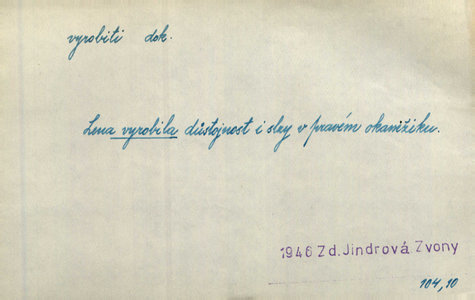 vyrobiti dok.
Lena vyrobila důstojnost i slzy v pravém okamžiku.
1946 Zd. Jindrová Zvony
104,10